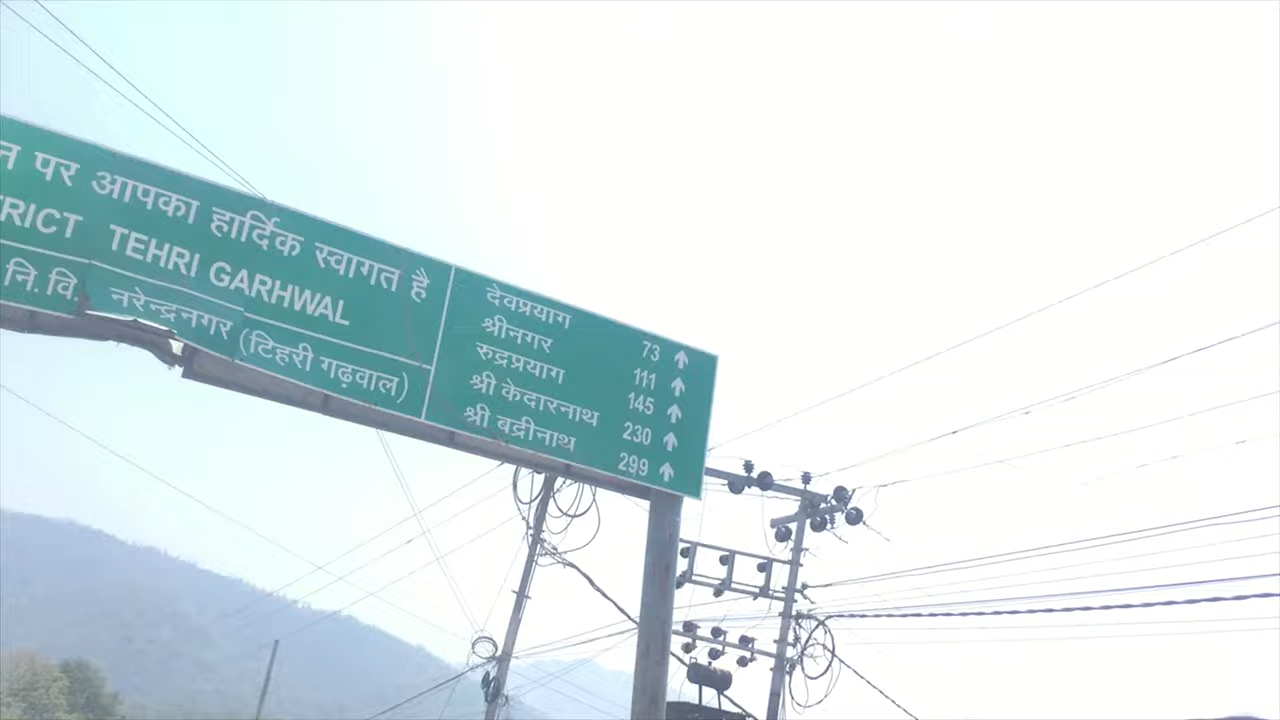 पर आपका हार्दिक स्वागत है
TEHRI GARHWAL
नि.वि. नरेन्द्रनगर (टिहरी गढ़वाल)
देवप्रयाग 73
श्रीनगर 111
रुद्रप्रयाग 145
श्री केदारनाथ 230
श्री बद्रीनाथ 299